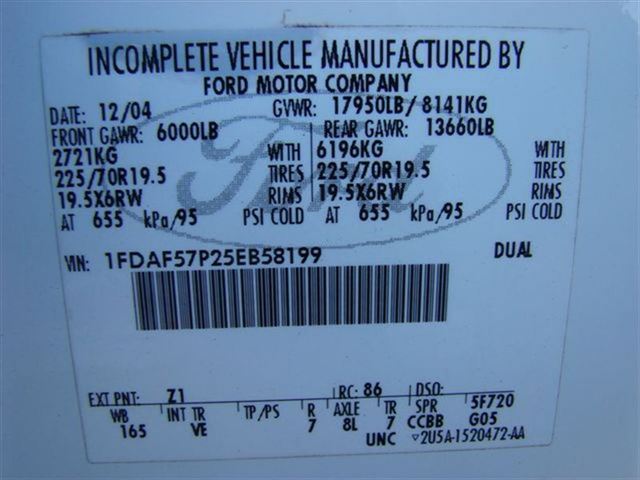 INCOMPLETE VEHICLE MANUFACTURED BY
FORD MOTOR COMPANY
DATE: 12/04 GVWR: 17950LB/ 8141KG
FRONT GAWR: 6000LB REAR GAWR: 13660LB
2721KG WITH 6196KG WITH
225/70R19.5 TIRES 225/70R19.5 TIRES
19.5X6RW RIMS 19.5X6RW RIMS
AT 655 kPa/95 PSI COLD AT 655 kPa/95 PSI COLD
VIN: 1FDAF57P25EB58199 DUAL
Ford
EXT PNT: Z1 RC: 86 DSO:
WB INT TR TP/PS R AXLE TR SPR 5F720
165 VE 7 8L 7 CCBB G05
UNC ▽2U5A-1520472-AA